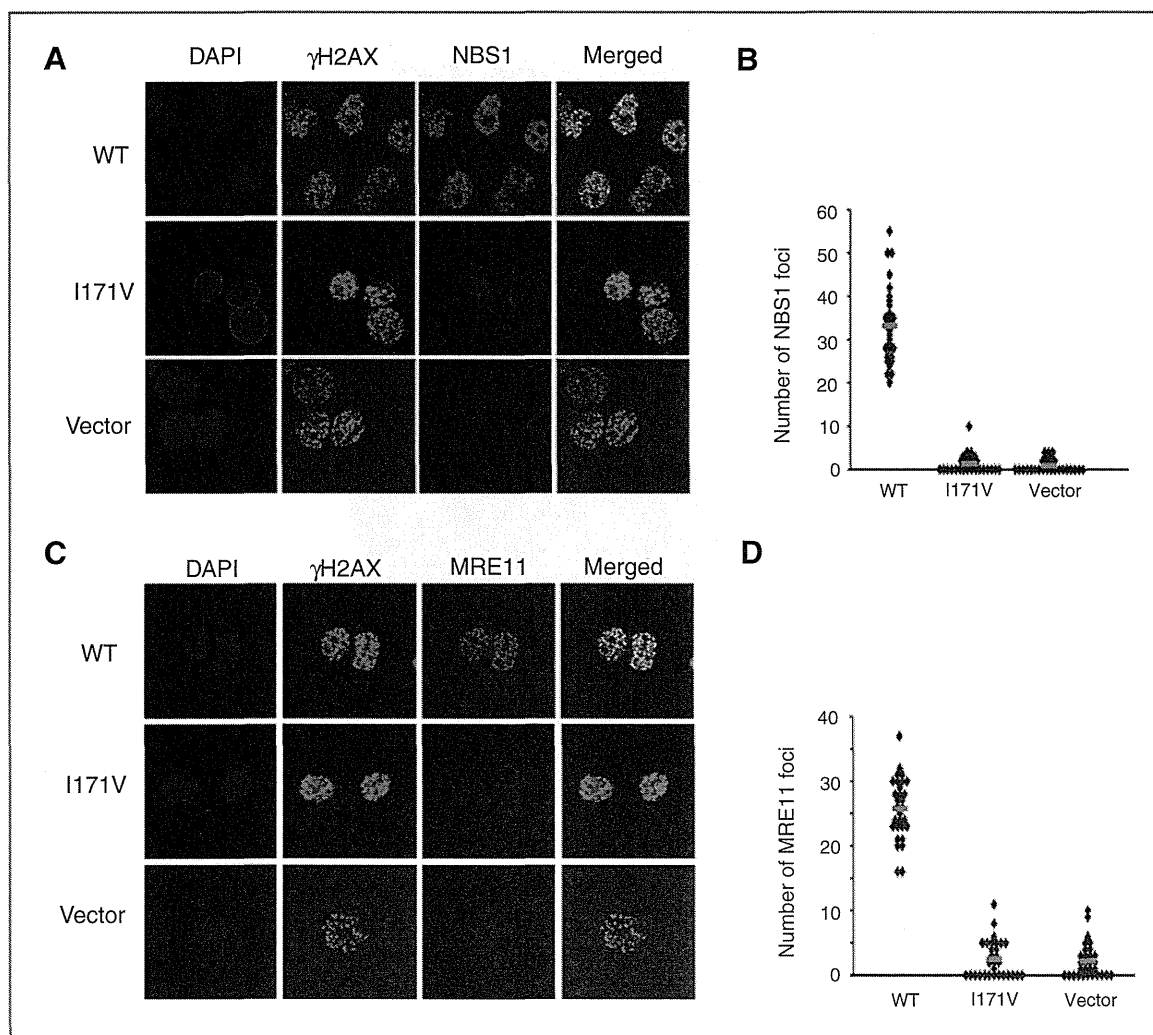 A
DAPI γH2AX NBS1 Merged
WT
I171V
Vector
B
Number of NBS1 foci
60
50
40
30
20
10
0
WT I171V Vector
C
DAPI γH2AX MRE11 Merged
WT
I171V
Vector
D
Number of MRE11 foci
40
30
20
10
0
WT I171V Vector